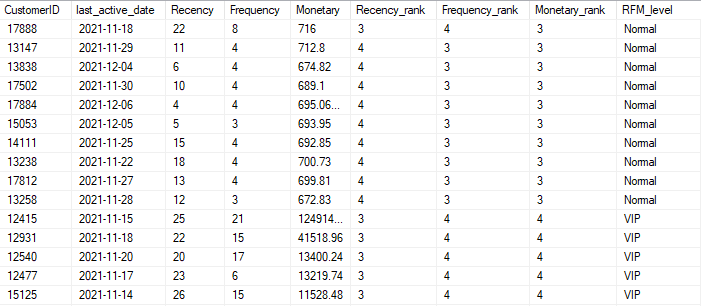 CustomerID last_active_date Recency Frequency Monetary Recency_rank Frequency_rank Monetary_rank RFM_level
17888 2021-11-18 22 8 716 3 4 3 Normal
13147 2021-11-29 11 4 712.8 4 3 3 Normal
13838 2021-12-04 6 4 674.82 4 3 3 Normal
17502 2021-11-30 10 4 689.1 4 3 3 Normal
17884 2021-12-06 4 4 695.06... 4 3 3 Normal
15053 2021-12-05 5 3 693.95 4 3 3 Normal
14111 2021-11-25 15 4 692.85 4 3 3 Normal
13238 2021-11-22 18 4 700.73 4 3 3 Normal
17812 2021-11-27 13 4 699.81 4 3 3 Normal
13258 2021-11-28 12 3 672.83 4 3 3 Normal
12415 2021-11-15 25 21 124914... 3 4 4 VIP
12931 2021-11-18 22 15 41518.96 3 4 4 VIP
12540 2021-11-20 20 17 13400.24 3 4 4 VIP
12477 2021-11-17 23 6 13219.74 3 4 4 VIP
15125 2021-11-14 26 15 11528.48 3 4 4 VIP